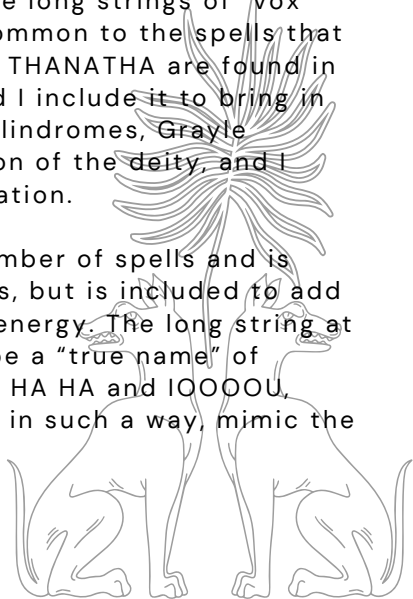 e long strings of "Vox
ommon to the spells that
THANATHA are found in
d I include it to bring in
lindromes, Grayle
on of the deity, and I
ation.
mber of spells and is
s, but is included to add
energy. The long string at
be a “true name” of
HA HA and IOOOOU,
in such a way, mimic the